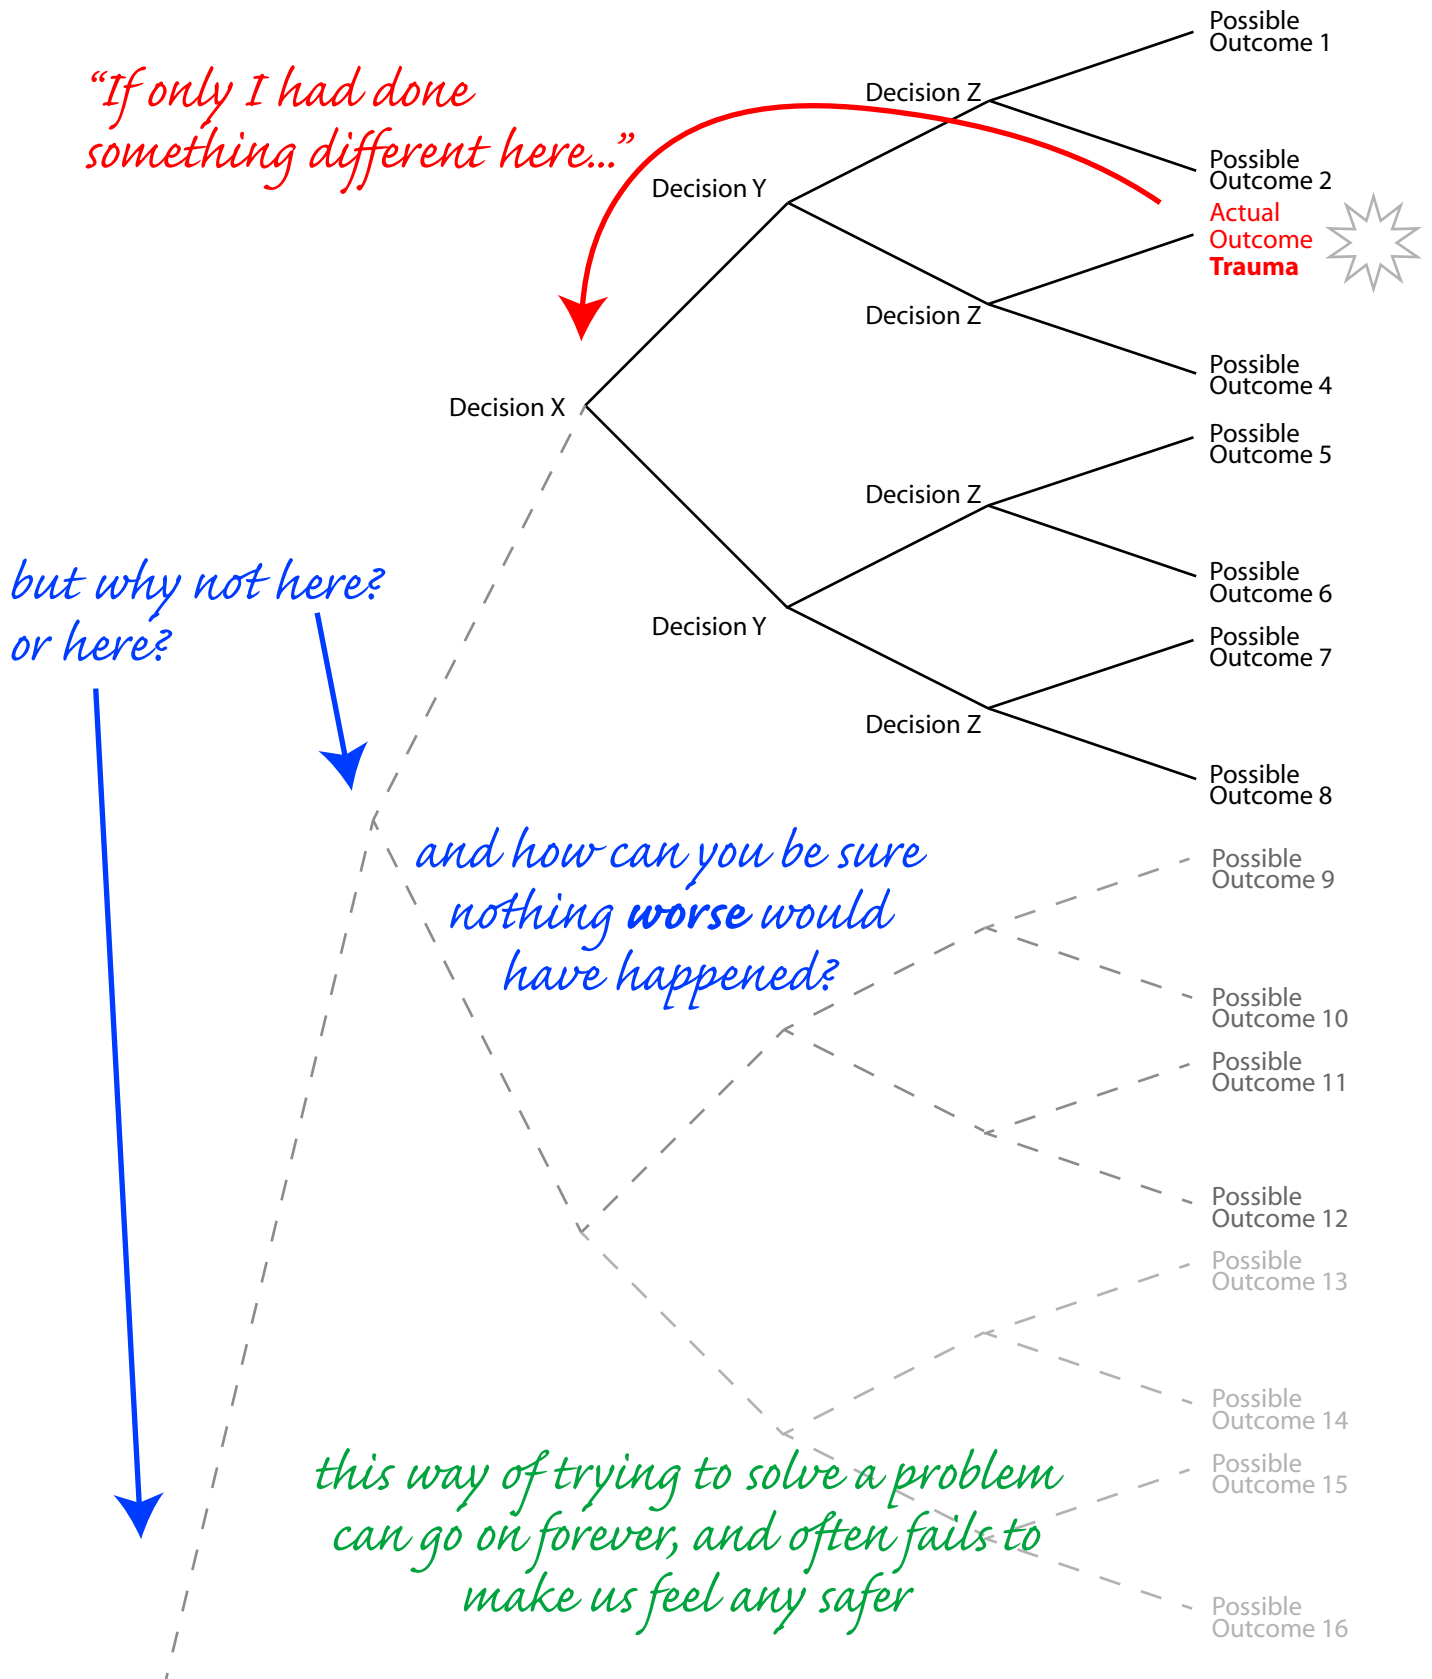 “If only I had done
something different here...”
Decision X
Decision Y
Decision Z
Possible
Outcome 1
Possible
Outcome 2
Actual
Outcome
Trauma
Decision Z
Possible
Outcome 4
Decision Y
Decision Z
Possible
Outcome 5
Possible
Outcome 6
Decision Z
Possible
Outcome 7
Possible
Outcome 8
but why not here?
or here?
and how can you be sure
nothing worse would
have happened?
Possible
Outcome 9
Possible
Outcome 10
Possible
Outcome 11
Possible
Outcome 12
Possible
Outcome 13
Possible
Outcome 14
Possible
Outcome 15
Possible
Outcome 16
this way of trying to solve a problem
can go on forever, and often fails to
make us feel any safer